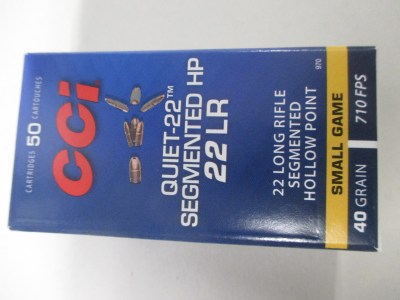 CARTRIDGES 50 CARTOUCHES
CCI
QUIET-22™
SEGMENTED HP
22 LR
970
22 LONG RIFLE
SEGMENTED
HOLLOW POINT
SMALL GAME
40 GRAIN 710 FPS